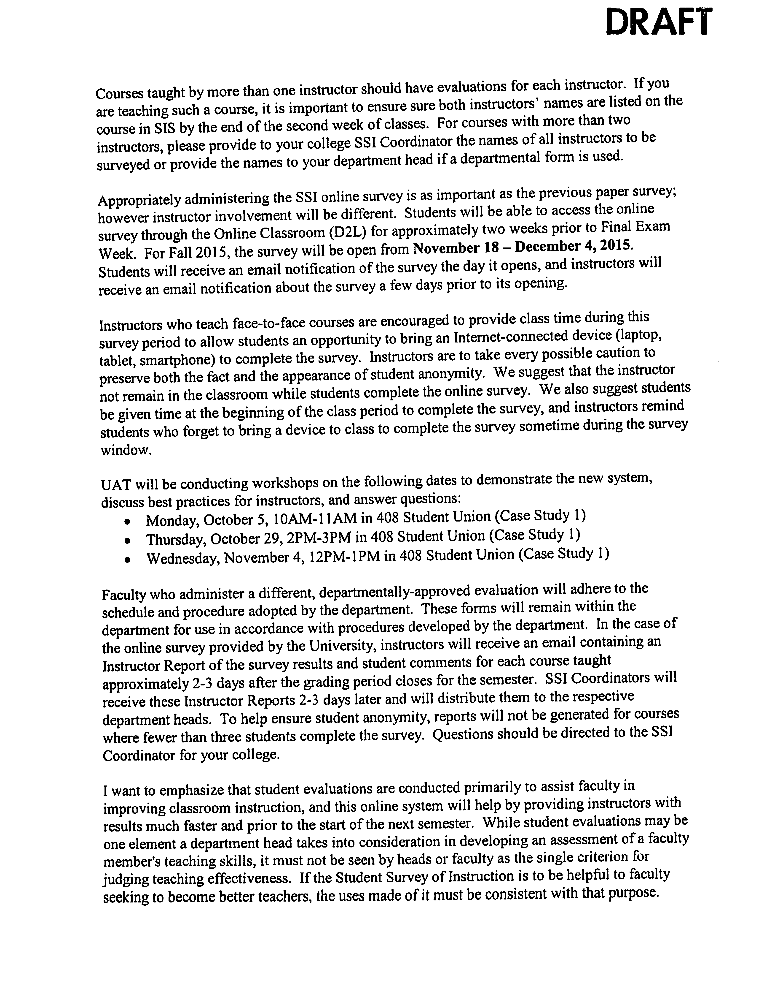 DRAFT
Courses taught by more than one instructor should have evaluations for each instructor.  If you
are teaching such a course, it is important to ensure sure both instructors’ names are listed on the
course in SIS by the end of the second week of classes.  For courses with more than two
instructors, please provide to your college SSI Coordinator the names of all instructors to be
surveyed or provide the names to your department head if a departmental form is used.
Appropriately administering the SSI online survey is as important as the previous paper survey;
however instructor involvement will be different.  Students will be able to access the online
survey through the Online Classroom (D2L) for approximately two weeks prior to Final Exam
Week.  For Fall 2015, the survey will be open from November 18 – December 4, 2015.
Students will receive an email notification of the survey the day it opens, and instructors will
receive an email notification about the survey a few days prior to its opening.
Instructors who teach face-to-face courses are encouraged to provide class time during this
survey period to allow students an opportunity to bring an Internet-connected device (laptop,
tablet, smartphone) to complete the survey.  Instructors are to take every possible caution to
preserve both the fact and the appearance of student anonymity.  We suggest that the instructor
not remain in the classroom while students complete the online survey.  We also suggest students
be given time at the beginning of the class period to complete the survey, and instructors remind
students who forget to bring a device to class to complete the survey sometime during the survey
window.
UAT will be conducting workshops on the following dates to demonstrate the new system,
discuss best practices for instructors, and answer questions:
• Monday, October 5, 10AM-11AM in 408 Student Union (Case Study 1)
• Thursday, October 29, 2PM-3PM in 408 Student Union (Case Study 1)
• Wednesday, November 4, 12PM-1PM in 408 Student Union (Case Study 1)
Faculty who administer a different, departmentally-approved evaluation will adhere to the
schedule and procedure adopted by the department.  These forms will remain within the
department for use in accordance with procedures developed by the department.  In the case of
the online survey provided by the University, instructors will receive an email containing an
Instructor Report of the survey results and student comments for each course taught
approximately 2-3 days after the grading period closes for the semester.  SSI Coordinators will
receive these Instructor Reports 2-3 days later and will distribute them to the respective
department heads.  To help ensure student anonymity, reports will not be generated for courses
where fewer than three students complete the survey.  Questions should be directed to the SSI
Coordinator for your college.
I want to emphasize that student evaluations are conducted primarily to assist faculty in
improving classroom instruction, and this online system will help by providing instructors with
results much faster and prior to the start of the next semester.  While student evaluations may be
one element a department head takes into consideration in developing an assessment of a faculty
member's teaching skills, it must not be seen by heads or faculty as the single criterion for
judging teaching effectiveness.  If the Student Survey of Instruction is to be helpful to faculty
seeking to become better teachers, the uses made of it must be consistent with that purpose.